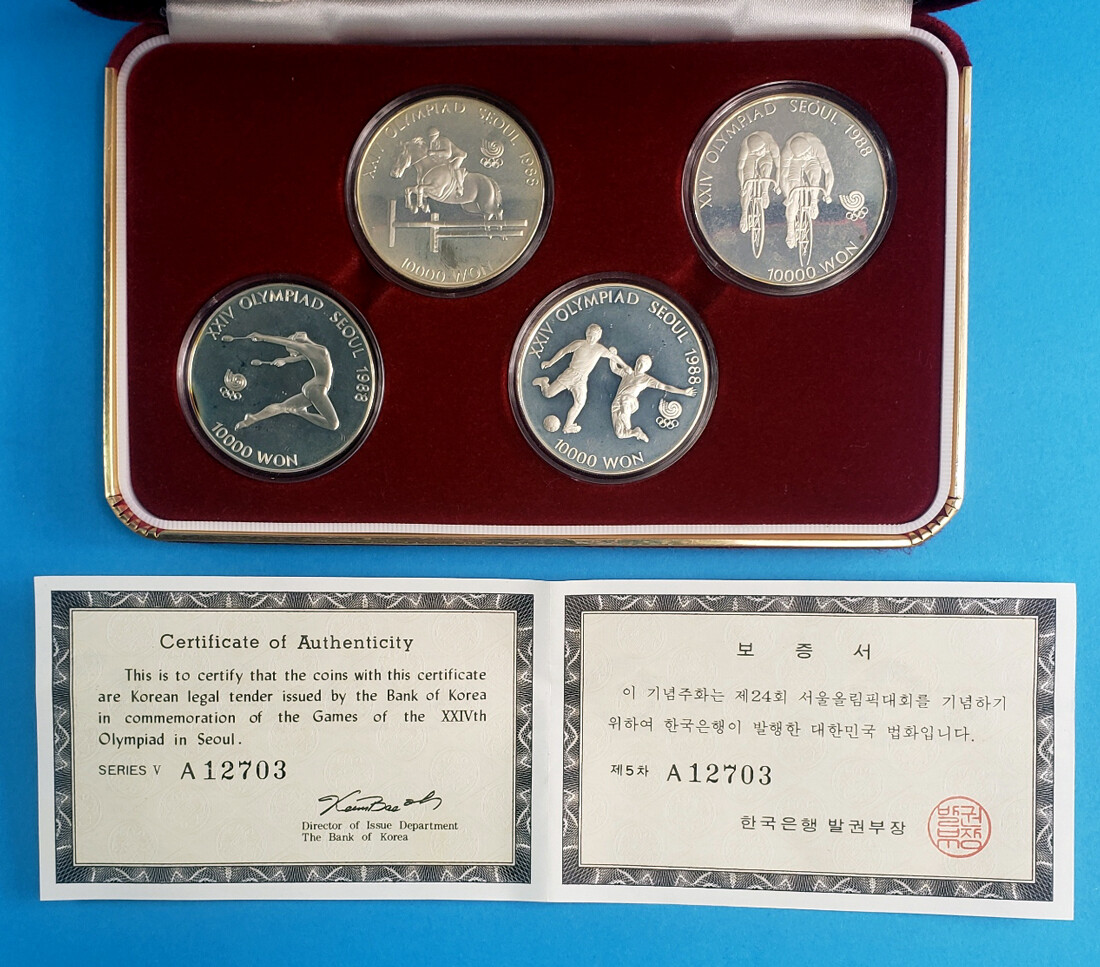 XXIV OLYMPIAD SEOUL 1988
10000 WON
XXIV OLYMPIAD SEOUL 1988
10000 WON
XXIV OLYMPIAD SEOUL 1988
10000 WON
XXIV OLYMPIAD SEOUL 1988
10000 WON
Certificate of Authenticity
This is to certify that the coins with this certificate
are Korean legal tender issued by the Bank of Korea
in commemoration of the Games of the XXIVth
Olympiad in Seoul.
SERIES V A12703
Director of Issue Department
The Bank of Korea
보 증 서
이 기념주화는 제24회 서울올림픽대회를 기념하기
위하여 한국은행이 발행한 대한민국 법화입니다.
제5차 A12703
한국은행 발권부장
발권부장